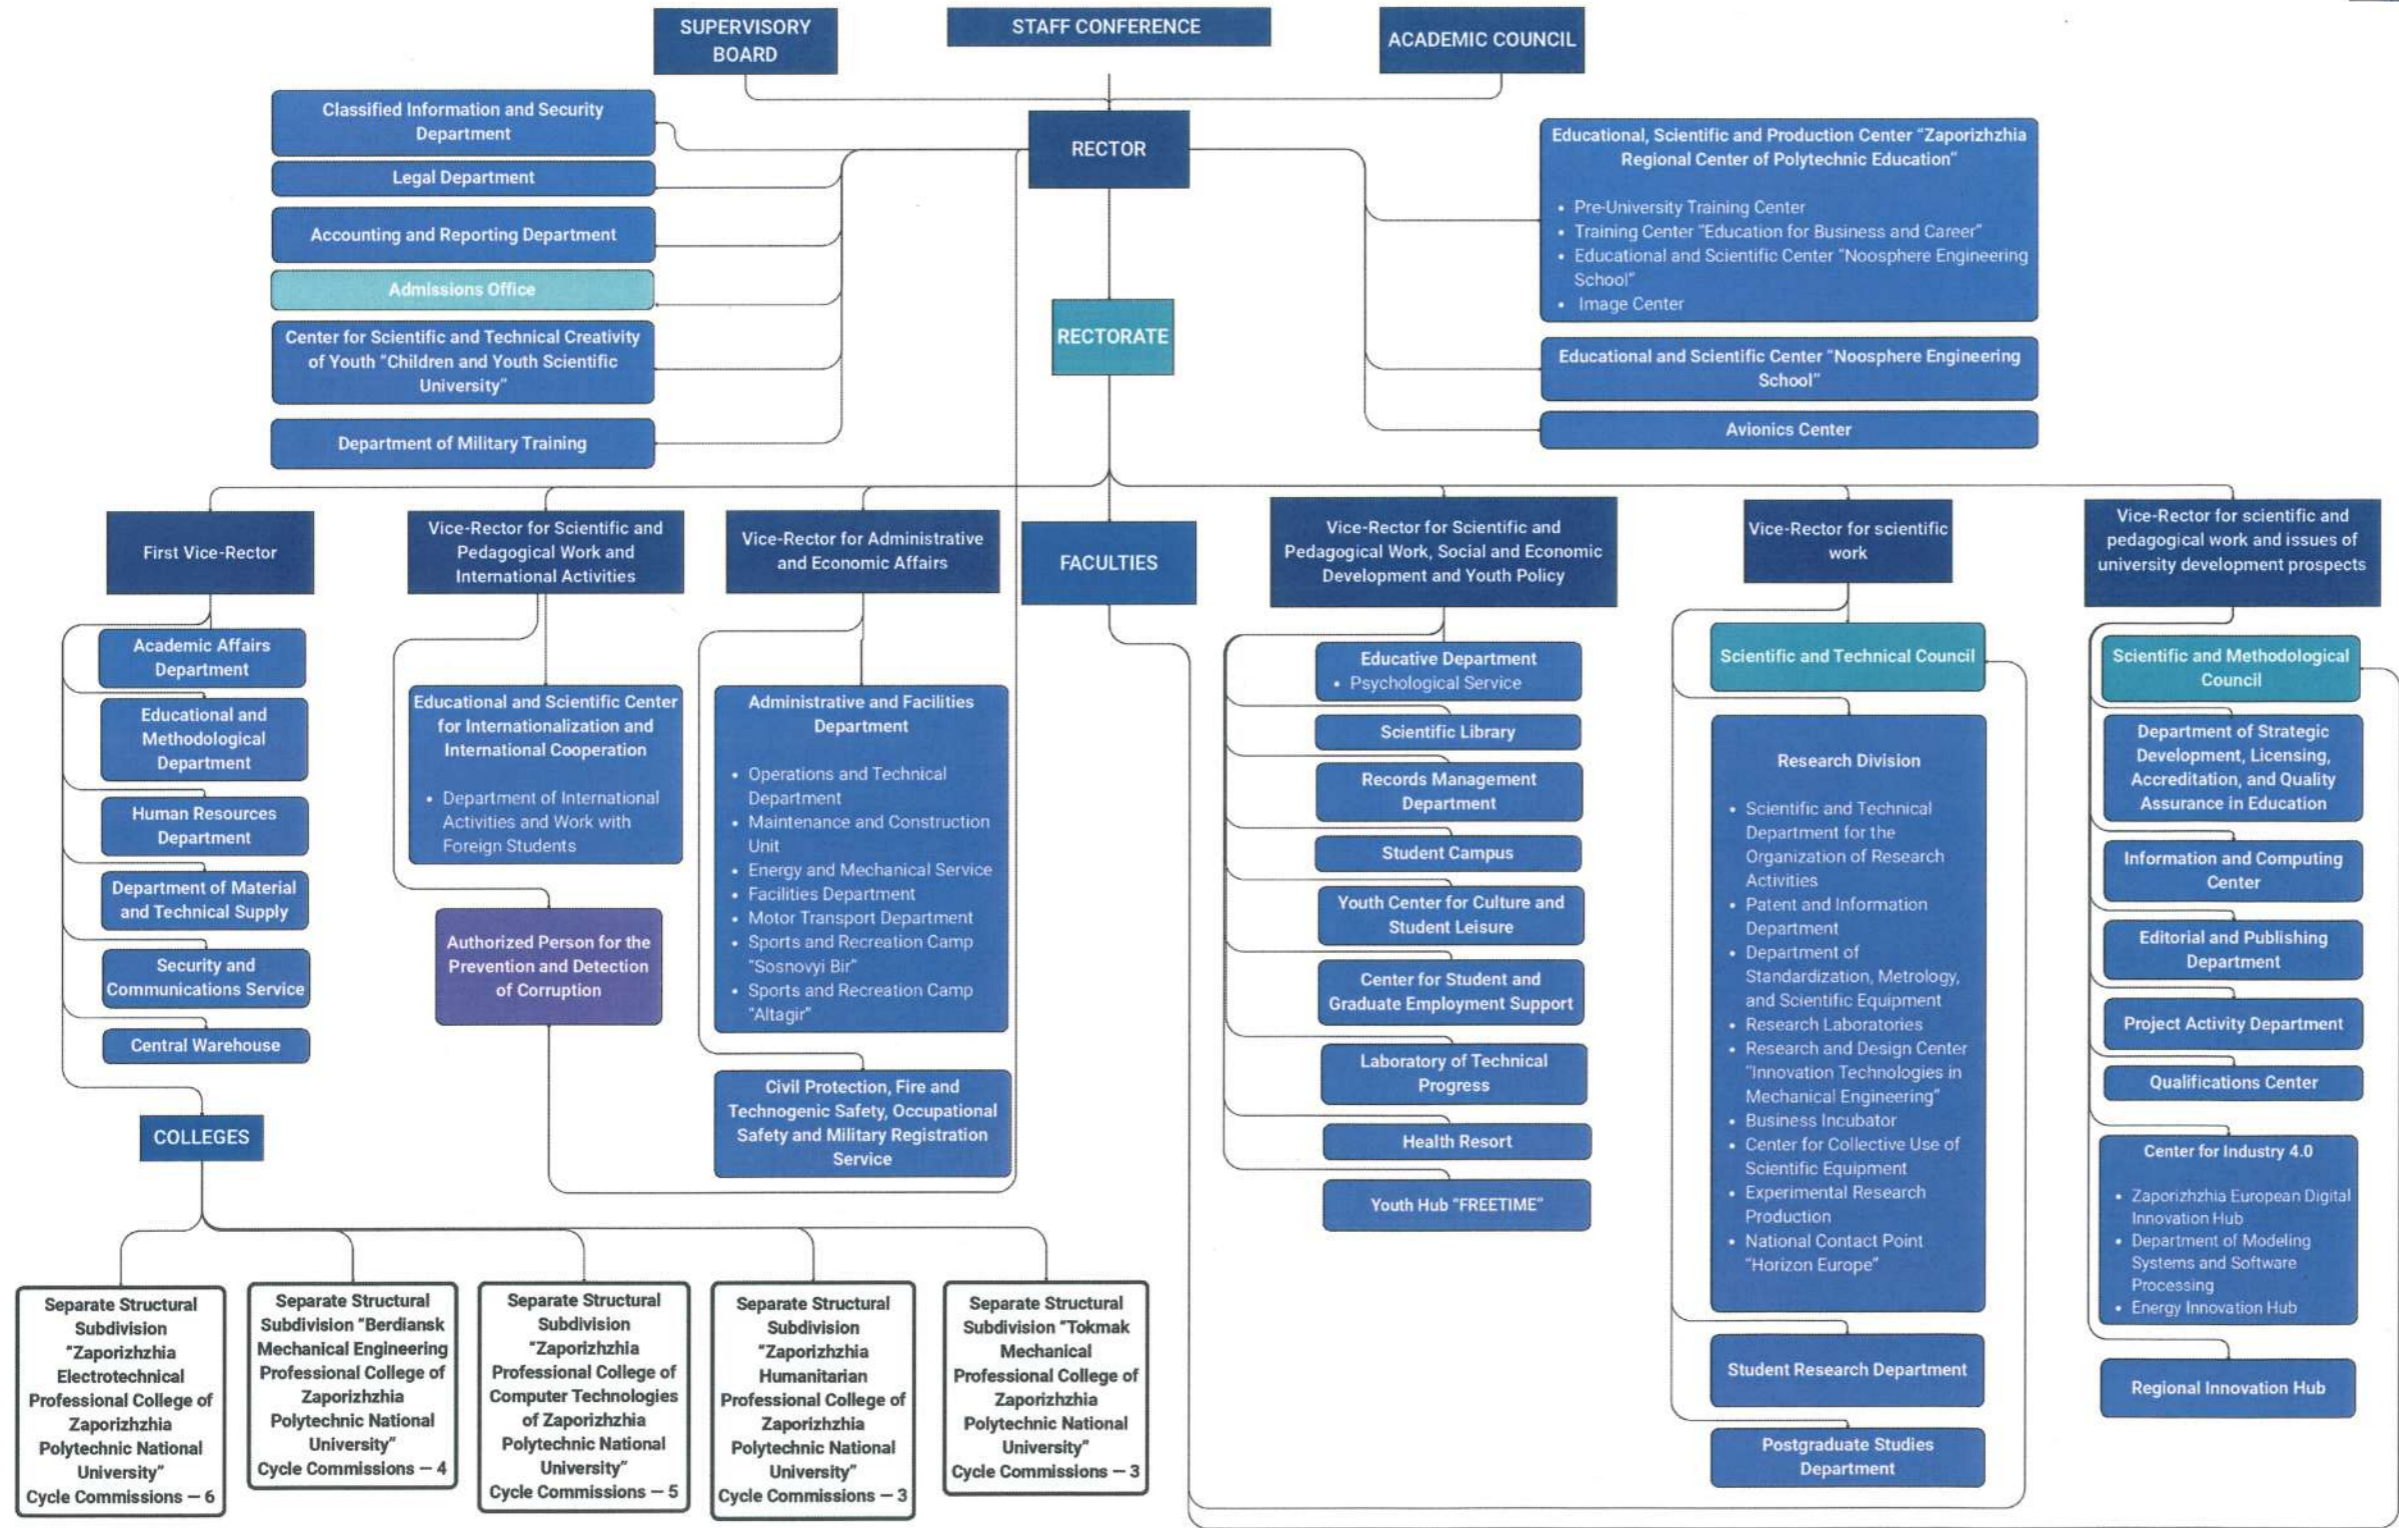 SUPERVISORY
BOARD
STAFF CONFERENCE
ACADEMIC COUNCIL
RECTOR
Classified Information and Security
Department
Legal Department
Accounting and Reporting Department
Admissions Office
Center for Scientific and Technical Creativity
of Youth "Children and Youth Scientific
University"
Department of Military Training
Educational, Scientific and Production Center "Zaporizhzhia
Regional Center of Polytechnic Education"
• Pre-University Training Center
• Training Center "Education for Business and Career"
• Educational and Scientific Center "Noosphere Engineering
School"
• Image Center
Educational and Scientific Center "Noosphere Engineering
School"
Avionics Center
RECTORATE
First Vice-Rector
Academic Affairs
Department
Educational and
Methodological
Department
Human Resources
Department
Department of Material
and Technical Supply
Security and
Communications Service
Central Warehouse
COLLEGES
Separate Structural
Subdivision
"Zaporizhzhia
Electrotechnical
Professional College of
Zaporizhzhia
Polytechnic National
University"
Cycle Commissions — 6
Separate Structural
Subdivision "Berdiansk
Mechanical Engineering
Professional College of
Zaporizhzhia
Polytechnic National
University"
Cycle Commissions — 4
Separate Structural
Subdivision
"Zaporizhzhia
Professional College of
Computer Technologies
of Zaporizhzhia
Polytechnic National
University"
Cycle Commissions — 5
Separate Structural
Subdivision
"Zaporizhzhia
Humanitarian
Professional College of
Zaporizhzhia
Polytechnic National
University"
Cycle Commissions — 3
Separate Structural
Subdivision "Tokmak
Mechanical
Professional College of
Zaporizhzhia
Polytechnic National
University"
Cycle Commissions — 3
Vice-Rector for Scientific and
Pedagogical Work and
International Activities
Educational and Scientific Center
for Internationalization and
International Cooperation
• Department of International
Activities and Work with
Foreign Students
Authorized Person for the
Prevention and Detection
of Corruption
Vice-Rector for Administrative
and Economic Affairs
Administrative and Facilities
Department
• Operations and Technical
Department
• Maintenance and Construction
Unit
• Energy and Mechanical Service
• Facilities Department
• Motor Transport Department
• Sports and Recreation Camp
"Sosnovyi Bir"
• Sports and Recreation Camp
"Altagir"
Civil Protection, Fire and
Technogenic Safety, Occupational
Safety and Military Registration
Service
FACULTIES
Vice-Rector for Scientific and
Pedagogical Work, Social and Economic
Development and Youth Policy
Educative Department
• Psychological Service
Scientific Library
Records Management
Department
Student Campus
Youth Center for Culture and
Student Leisure
Center for Student and
Graduate Employment Support
Laboratory of Technical
Progress
Health Resort
Youth Hub "FREETIME"
Vice-Rector for scientific
work
Scientific and Technical Council
Research Division
• Scientific and Technical
Department for the
Organization of Research
Activities
• Patent and Information
Department
• Department of
Standardization, Metrology,
and Scientific Equipment
• Research Laboratories
• Research and Design Center
"Innovation Technologies in
Mechanical Engineering"
• Business Incubator
• Center for Collective Use of
Scientific Equipment
• Experimental Research
Production
• National Contact Point
"Horizon Europe"
Student Research Department
Postgraduate Studies
Department
Vice-Rector for scientific and
pedagogical work and issues of
university development prospects
Scientific and Methodological
Council
Department of Strategic
Development, Licensing,
Accreditation, and Quality
Assurance in Education
Information and Computing
Center
Editorial and Publishing
Department
Project Activity Department
Qualifications Center
Center for Industry 4.0
• Zaporizhzhia European Digital
Innovation Hub
• Department of Modeling
Systems and Software
Processing
• Energy Innovation Hub
Regional Innovation Hub